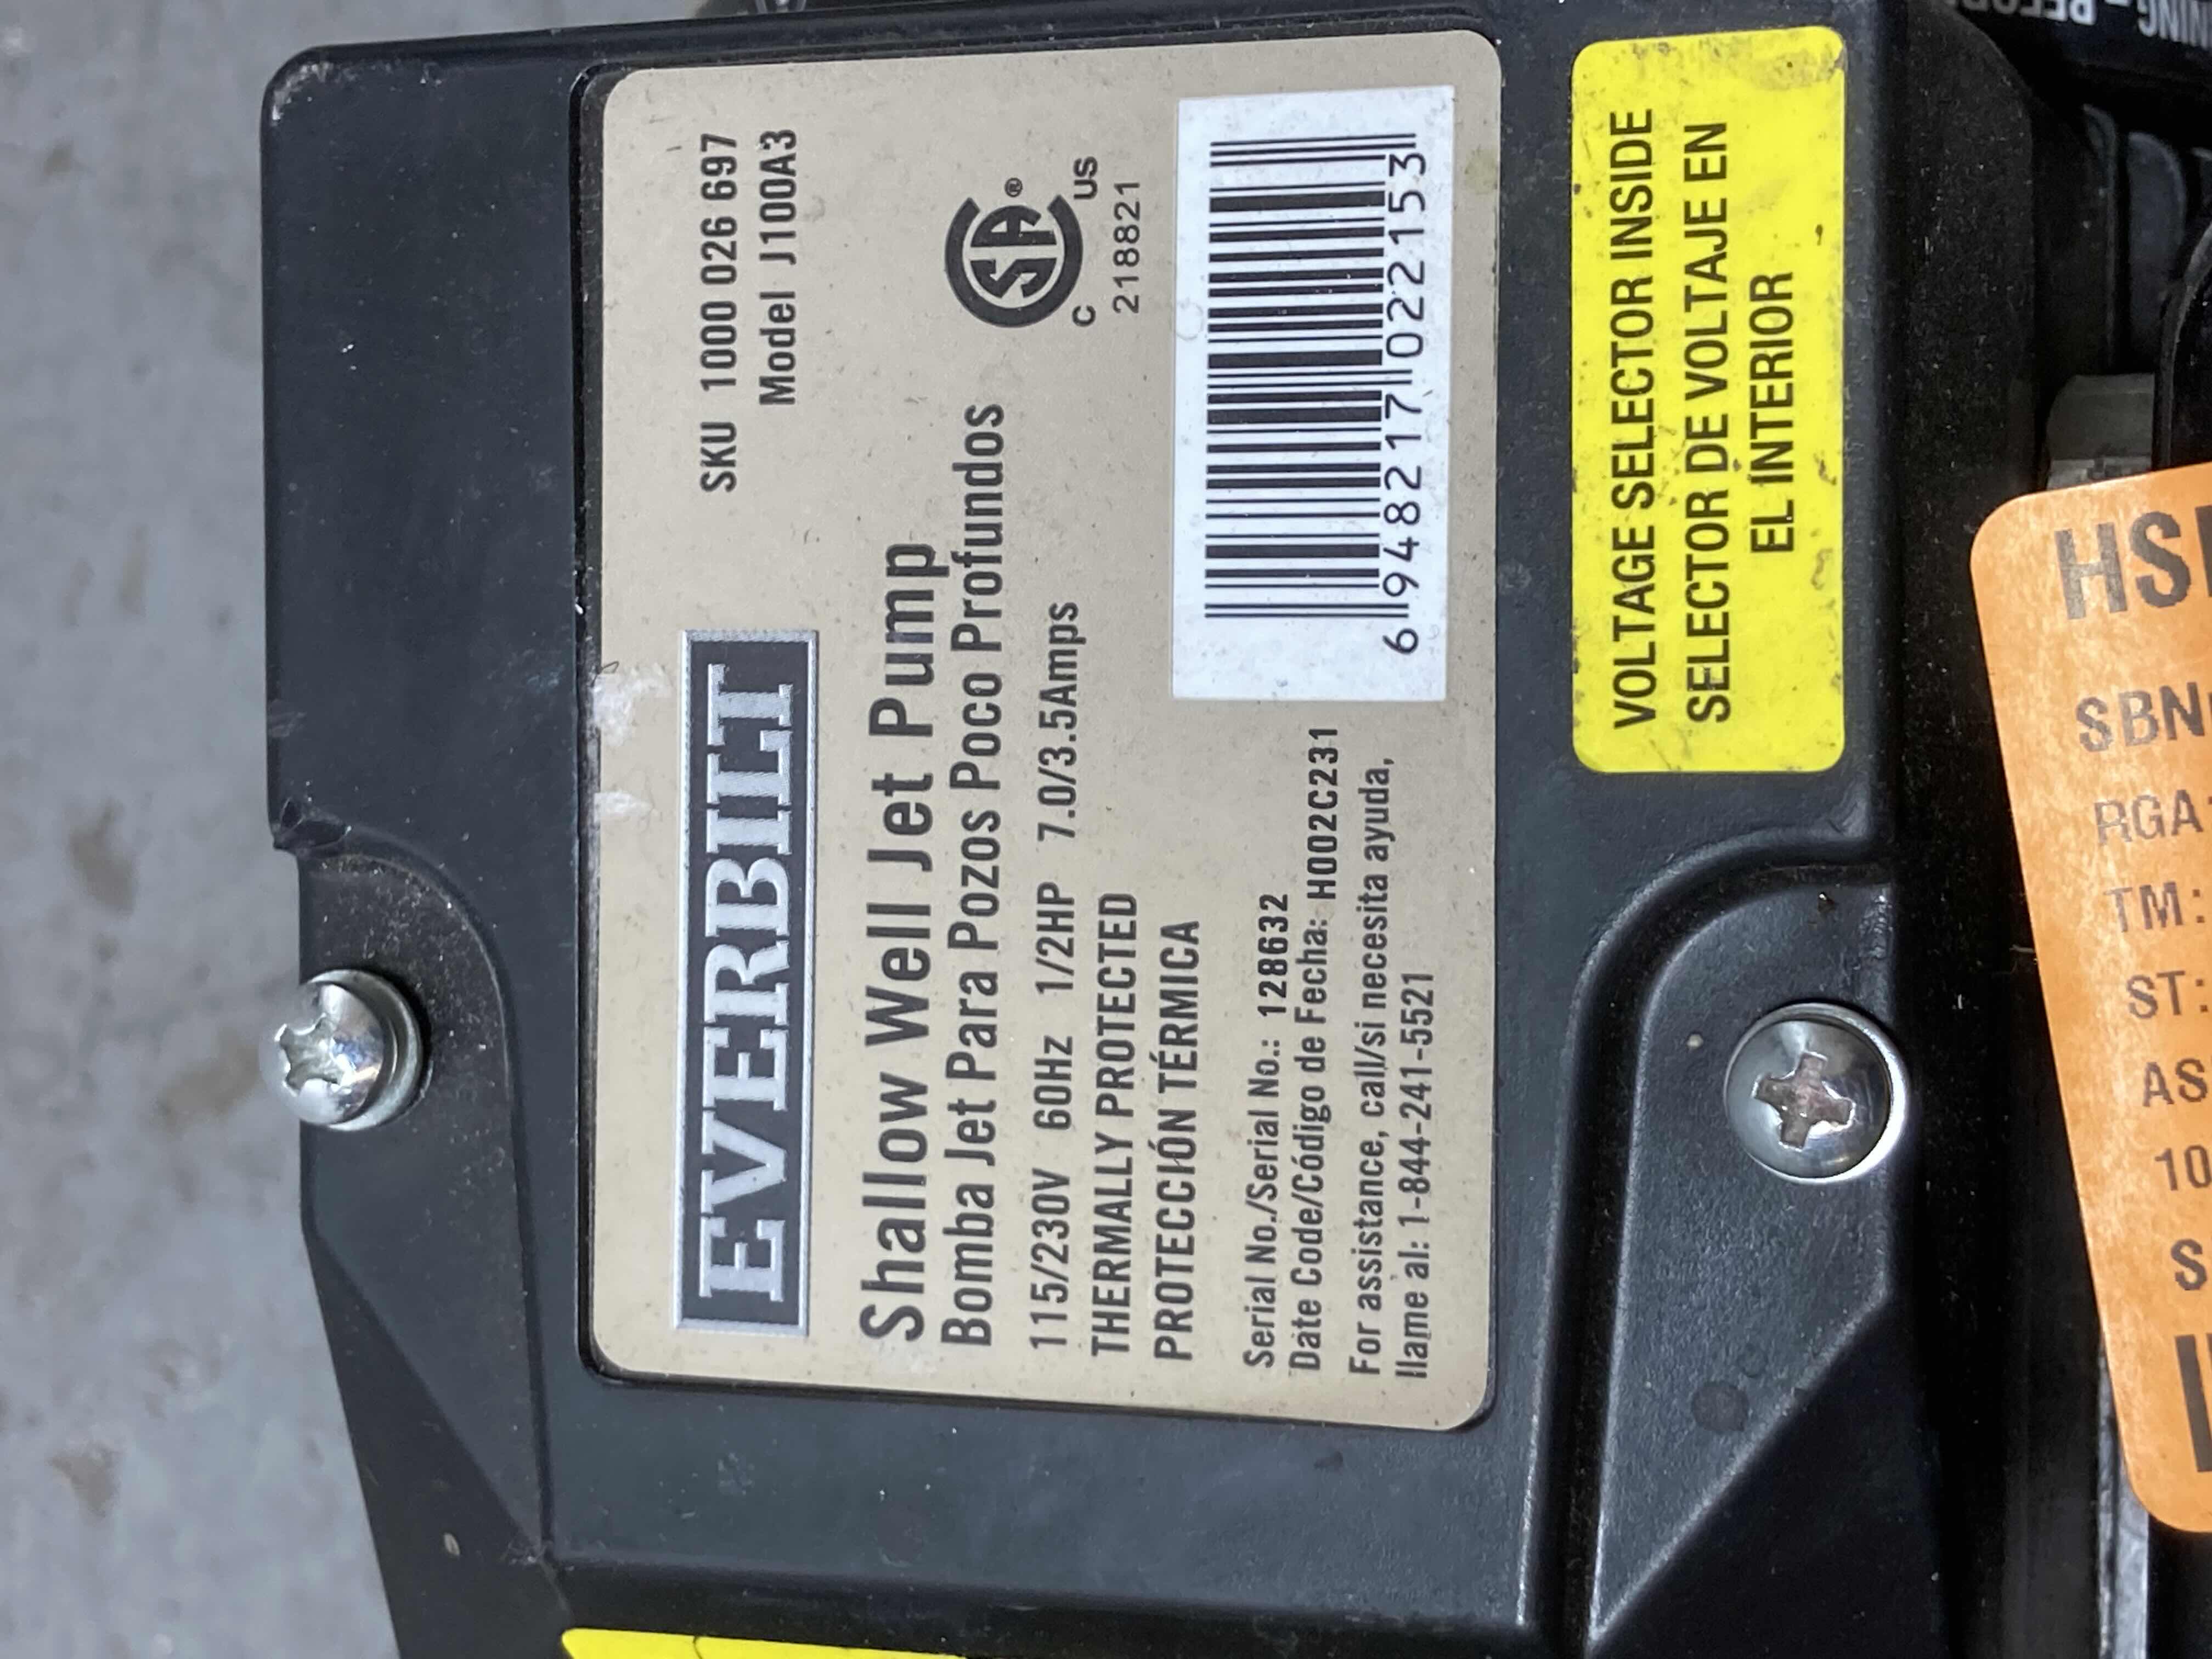 EVERBILT
SKU 1000 026 697
Model J100A3
Shallow Well Jet Pump
Bomba Jet Para Pozos Poco Profundos
115/230V 60Hz 1/2HP 7.0/3.5Amps
THERMALLY PROTECTED
PROTECCIÓN TÉRMICA
CSA®
C US
218821
Serial No./Serial No.: 128632
Date Code/Código de Fecha: H002C231
For assistance, call/si necesita ayuda,
llame al: 1-844-241-5521
6 94821702215 3
VOLTAGE SELECTOR INSIDE
SELECTOR DE VOLTAJE EN
EL INTERIOR
SBN
RGA
TM:
ST:
AS
10
S